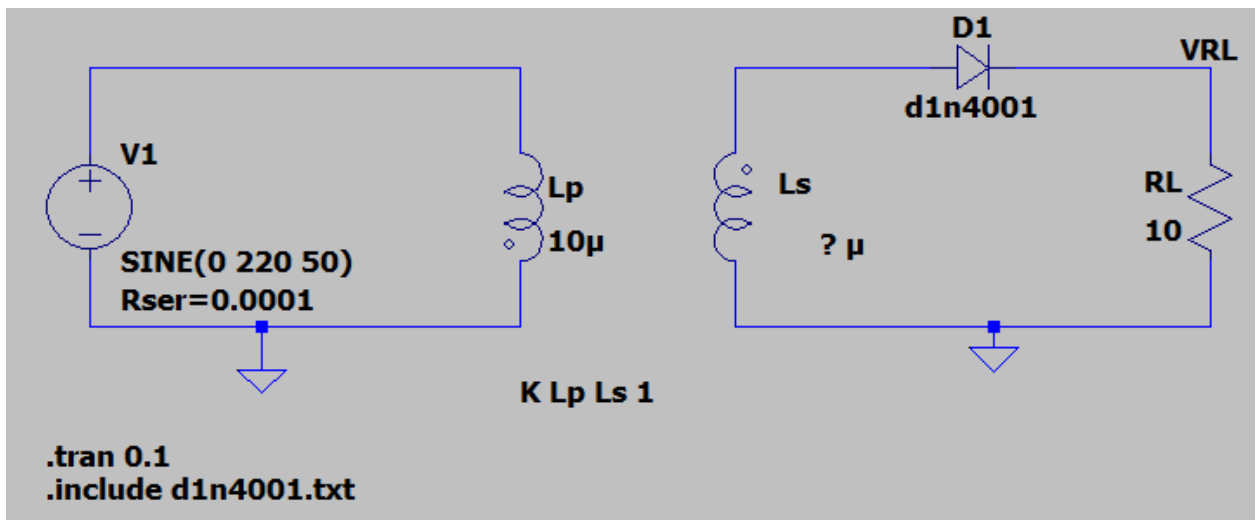 D1
VRL
d1n4001
V1
Lp
Ls
RL
10µ
? µ
10
SINE(0 220 50)
Rser=0.0001
K Lp Ls 1
.tran 0.1
.include d1n4001.txt